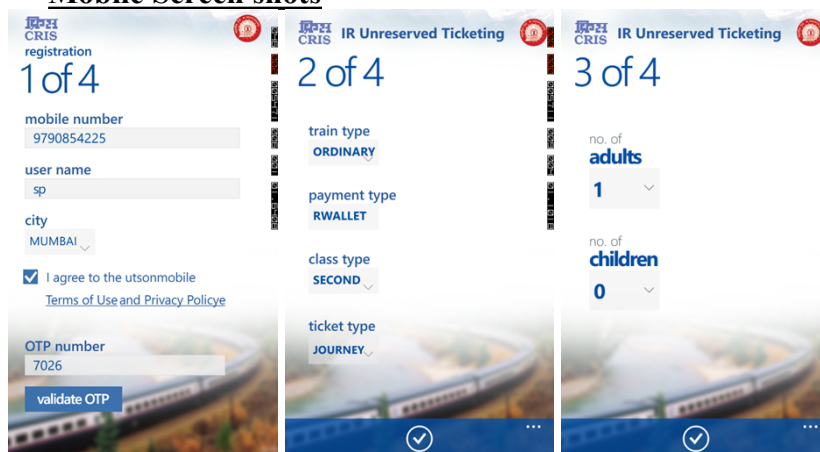 Mobile Screen shots
क्रिस
CRIS
registration
1 of 4
mobile number
9790854225
user name
sp
city
MUMBAI
I agree to the utsonmobile
Terms of Use and Privacy Policye
OTP number
7026
validate OTP
क्रिस
CRIS
IR Unreserved Ticketing
2 of 4
train type
ORDINARY
payment type
RWALLET
class type
SECOND
ticket type
JOURNEY
...
क्रिस
CRIS
IR Unreserved Ticketing
3 of 4
no. of
adults
1
no. of
children
0
...